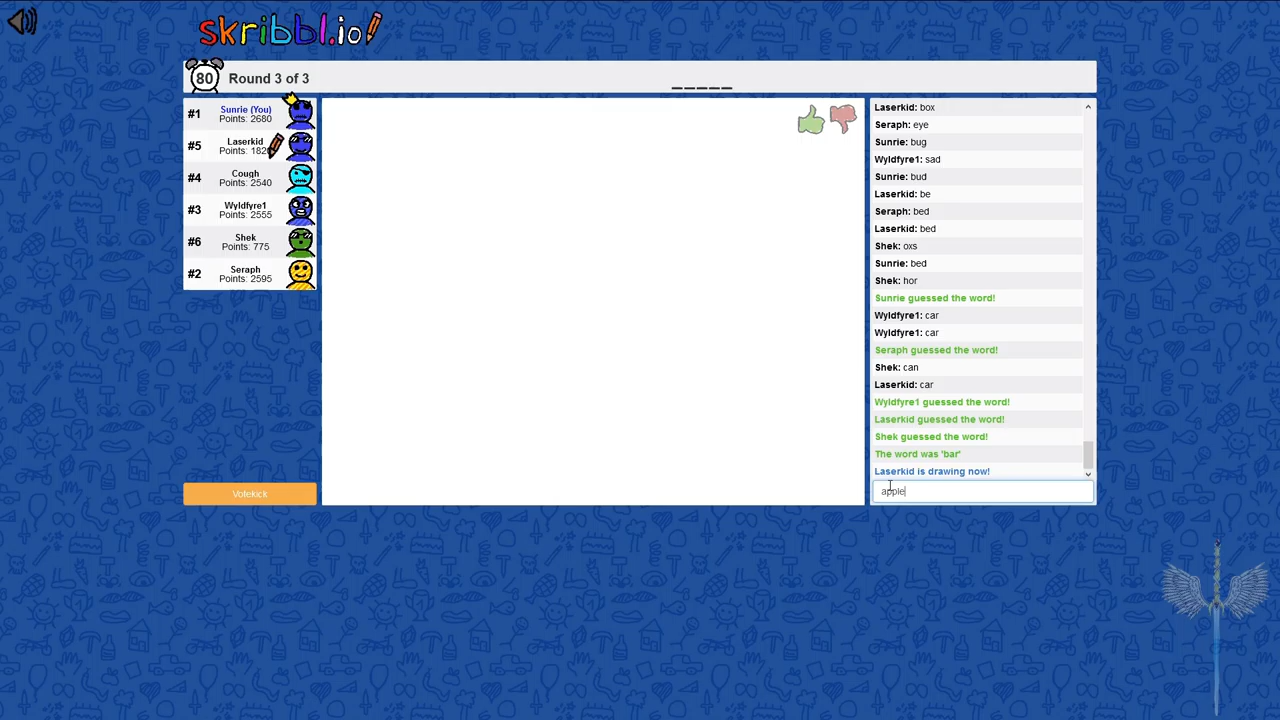 skribbl.io
80
Round 3 of 3
_____
#1
Sunrie (You)
Points: 2680
#5
Laserkid
Points: 182
#4
Cough
Points: 2540
#3
Wyldfyre1
Points: 2555
#6
Shek
Points: 775
#2
Seraph
Points: 2595
Votekick
Laserkid: box
Seraph: eye
Sunrie: bug
Wyldfyre1: sad
Sunrie: bud
Laserkid: be
Seraph: bed
Laserkid: bed
Shek: oxs
Sunrie: bed
Shek: hor
Sunrie guessed the word!
Wyldfyre1: car
Wyldfyre1: car
Seraph guessed the word!
Shek: can
Laserkid: car
Wyldfyre1 guessed the word!
Laserkid guessed the word!
Shek guessed the word!
The word was 'bar'
Laserkid is drawing now!
apple